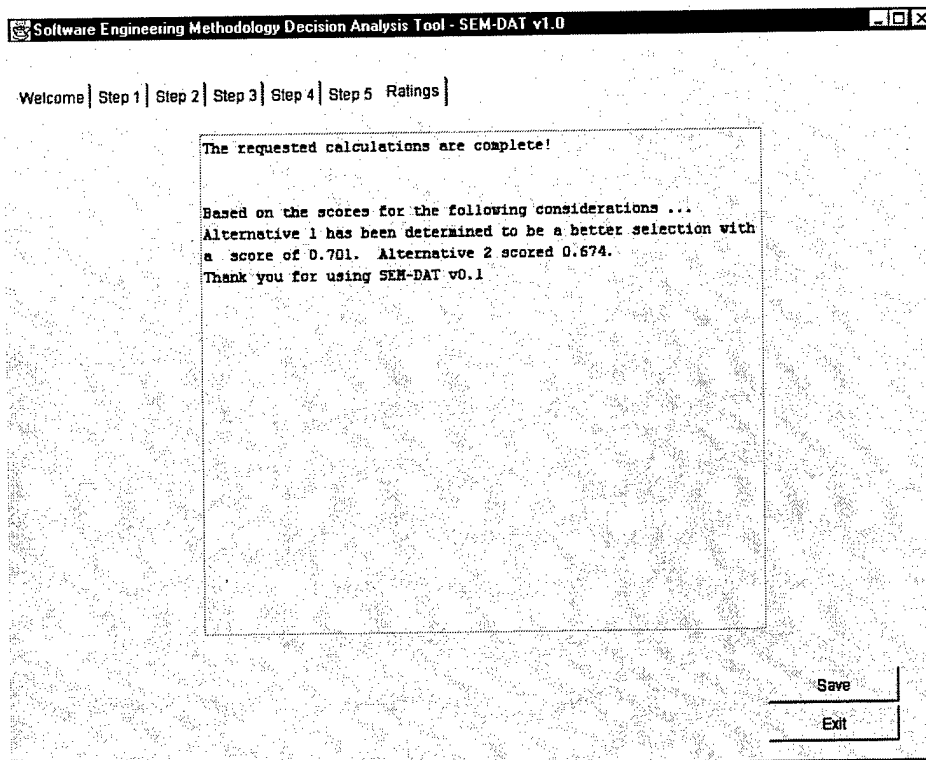 Software Engineering Methodology Decision Analysis Tool - SEM-DAT v1.0
Welcome Step 1 Step 2 Step 3 Step 4 Step 5 Ratings
The requested calculations are complete!
Based on the scores for the following considerations ...
Alternative 1 has been determined to be a better selection with
a score of 0.701. Alternative 2 scored 0.674.
Thank you for using SEM-DAT v0.1
Save
Exit